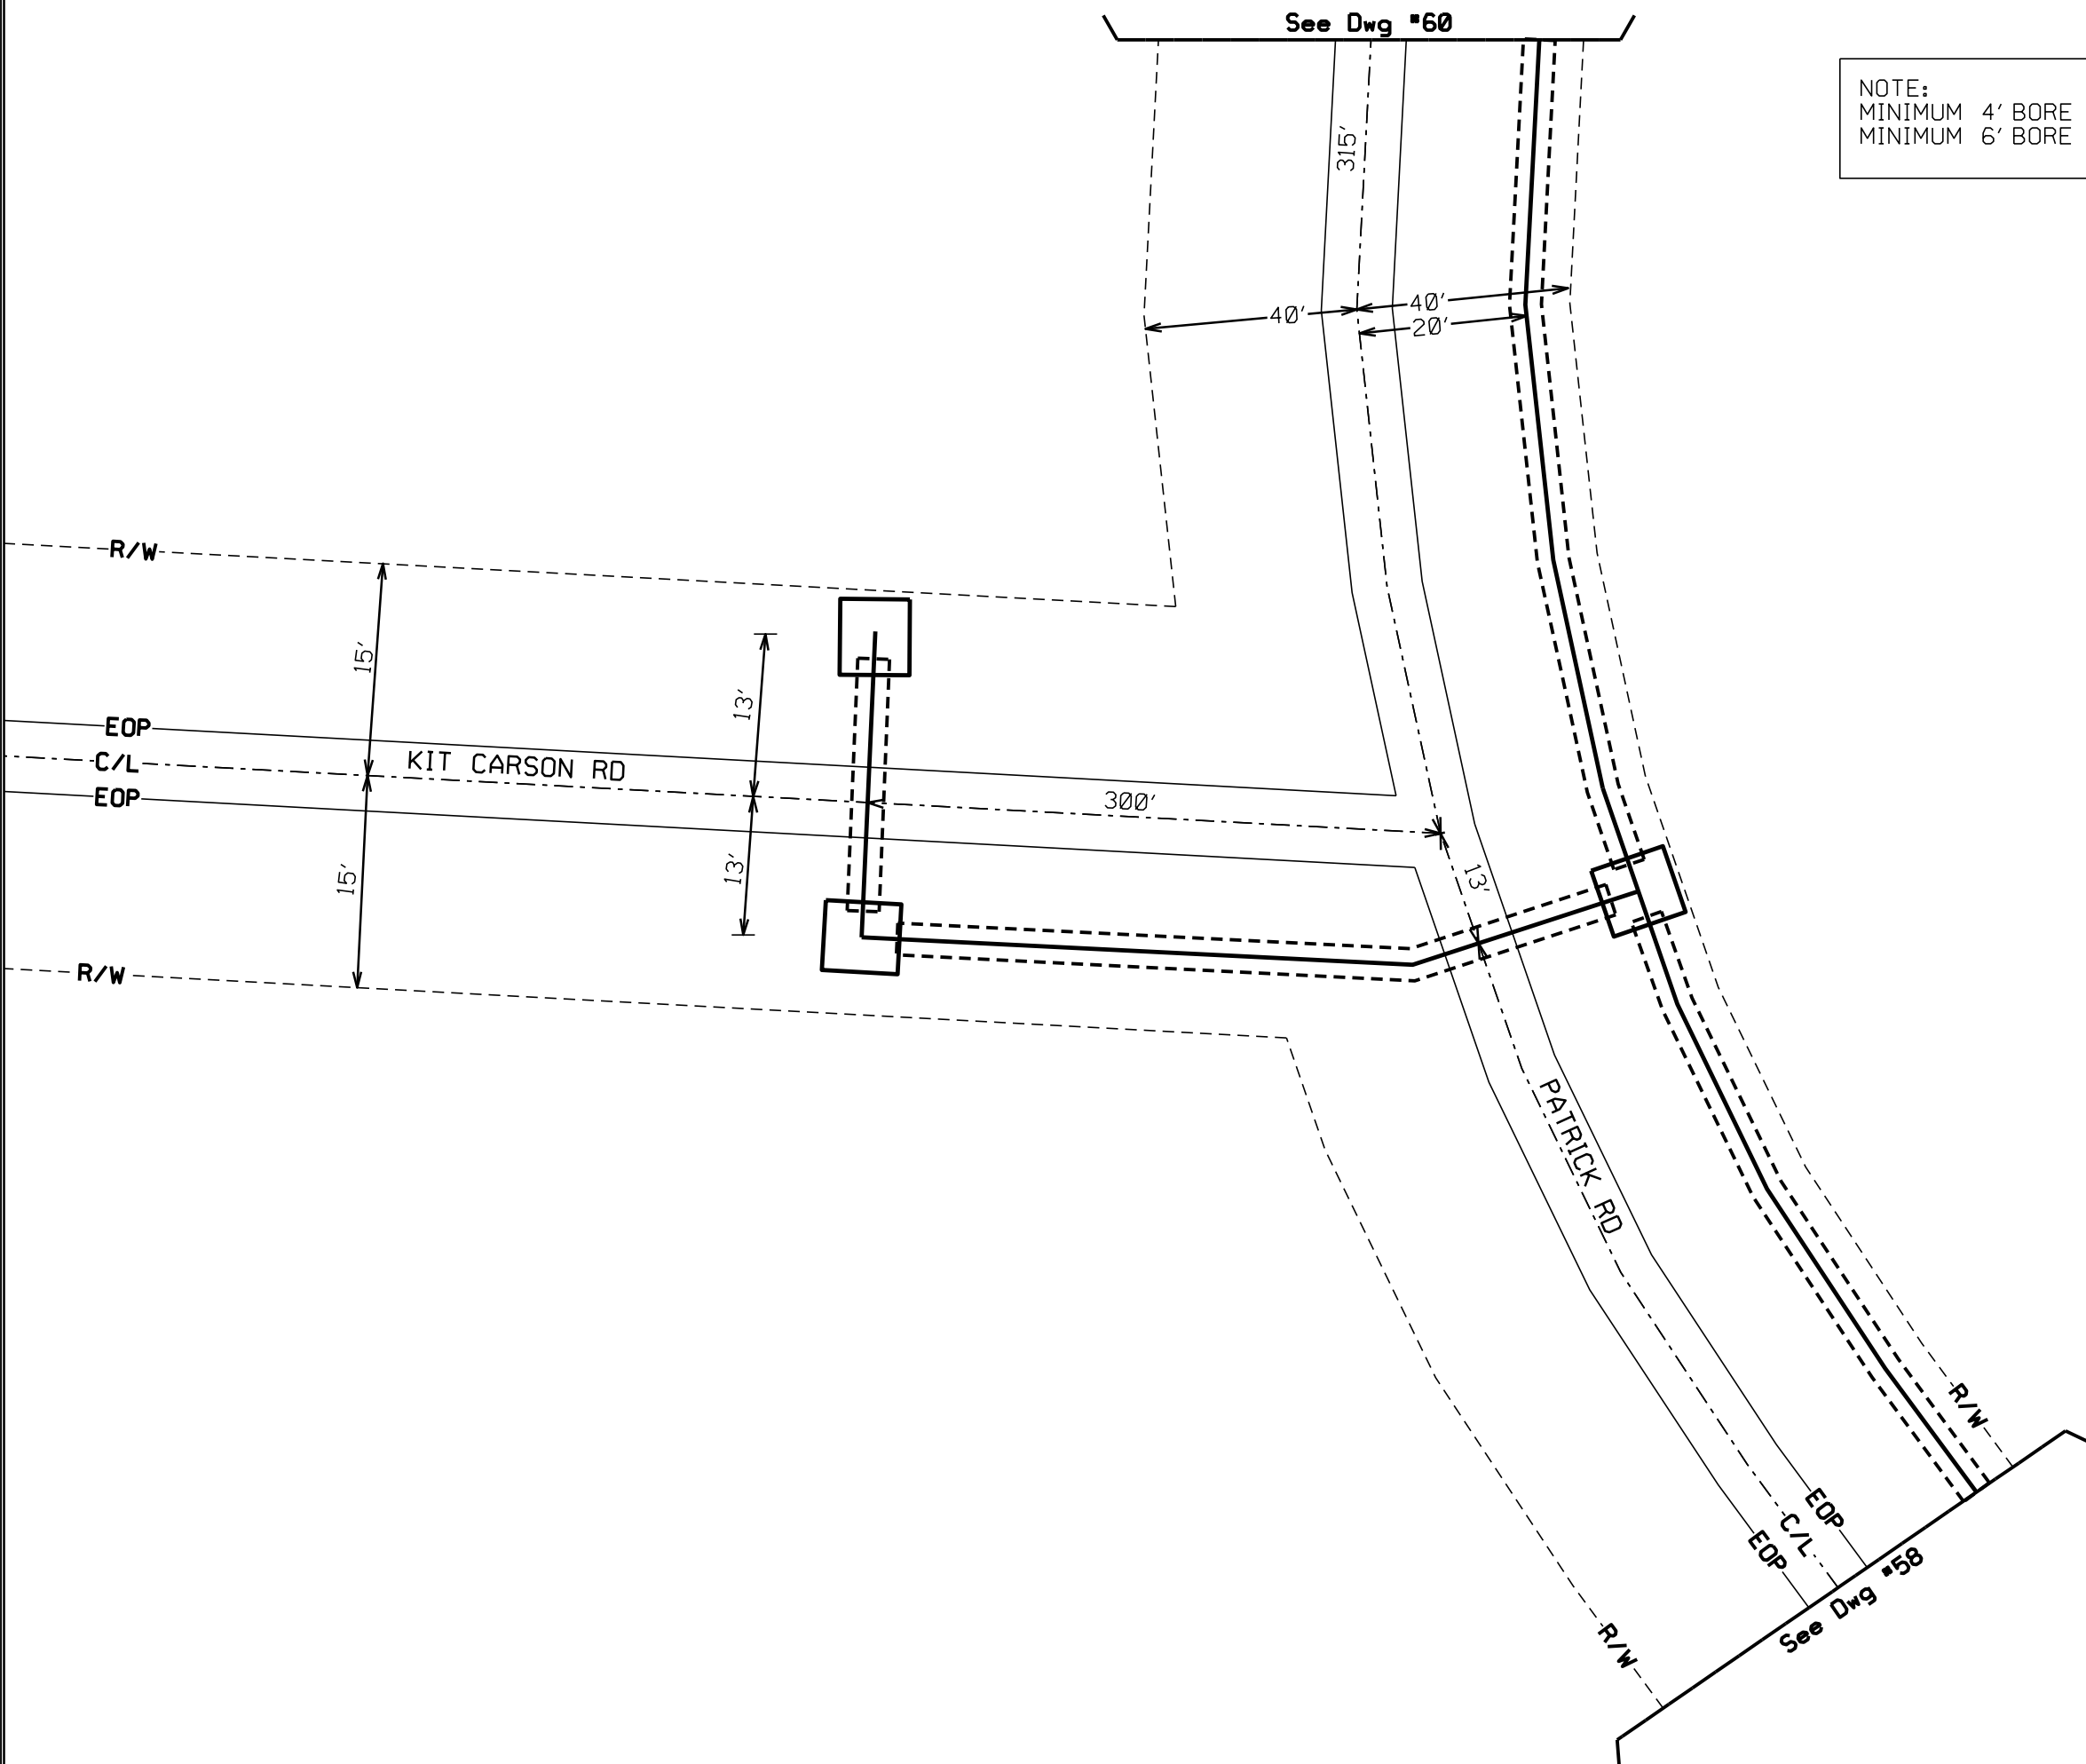 See Dwg #60
NOTE:
MINIMUM 4' BORE
MINIMUM 6' BORE
315'
40'
40'
20'
R/W
15'
13'
EOP
C/L
KIT CARSON RD
EOP
300'
13'
15'
13'
R/W
PATRICK RD
R/W
EOP
C/L
EOP
See Dwg #58
R/W